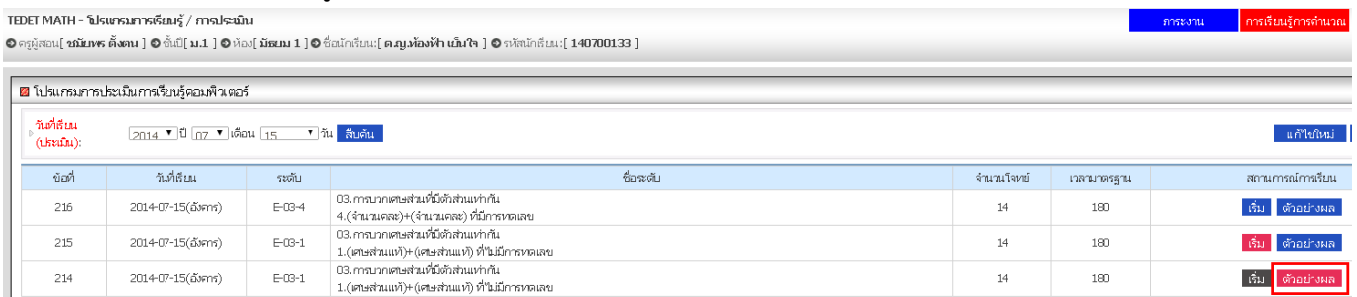 TEDET MATH - โปรแกรมการเรียนรู้ / การประเมิน
ภาระงาน
การเรียนรู้การคำนวณ
ครูผู้สอน[ ชมัยพร ตั้งตน ] ชั้นปี[ ม.1 ] ห้อง[ มัธยม 1 ] ชื่อนักเรียน:[ ด.ญ.ท้องฟ้า เย็นใจ ] รหัสนักเรียน:[ 140700133 ]
โปรแกรมการประเมินการเรียนรู้คอมพิวเตอร์
วันที่เรียน
(ประเมิน):
2014 ปี 07 เดือน 15 วัน สืบค้น
แก้ไขใหม่
ข้อที่ วันที่เรียน ระดับ ชื่อระดับ จำนวนโจทย์ เวลามาตรฐาน สถานการณ์การเรียน
216 2014-07-15(อังคาร) E-03-4
03.การบวกเศษส่วนที่มีตัวส่วนเท่ากัน
4.(จำนวนคละ)+(จำนวนคละ) ที่มีการทดเลข
14 180 เริ่ม ตัวอย่างผล
215 2014-07-15(อังคาร) E-03-1
03.การบวกเศษส่วนที่มีตัวส่วนเท่ากัน
1.(เศษส่วนแท้)+(เศษส่วนแท้) ที่ไม่มีการทดเลข
14 180 เริ่ม ตัวอย่างผล
214 2014-07-15(อังคาร) E-03-1
03.การบวกเศษส่วนที่มีตัวส่วนเท่ากัน
1.(เศษส่วนแท้)+(เศษส่วนแท้) ที่ไม่มีการทดเลข
14 180 เริ่ม ตัวอย่างผล